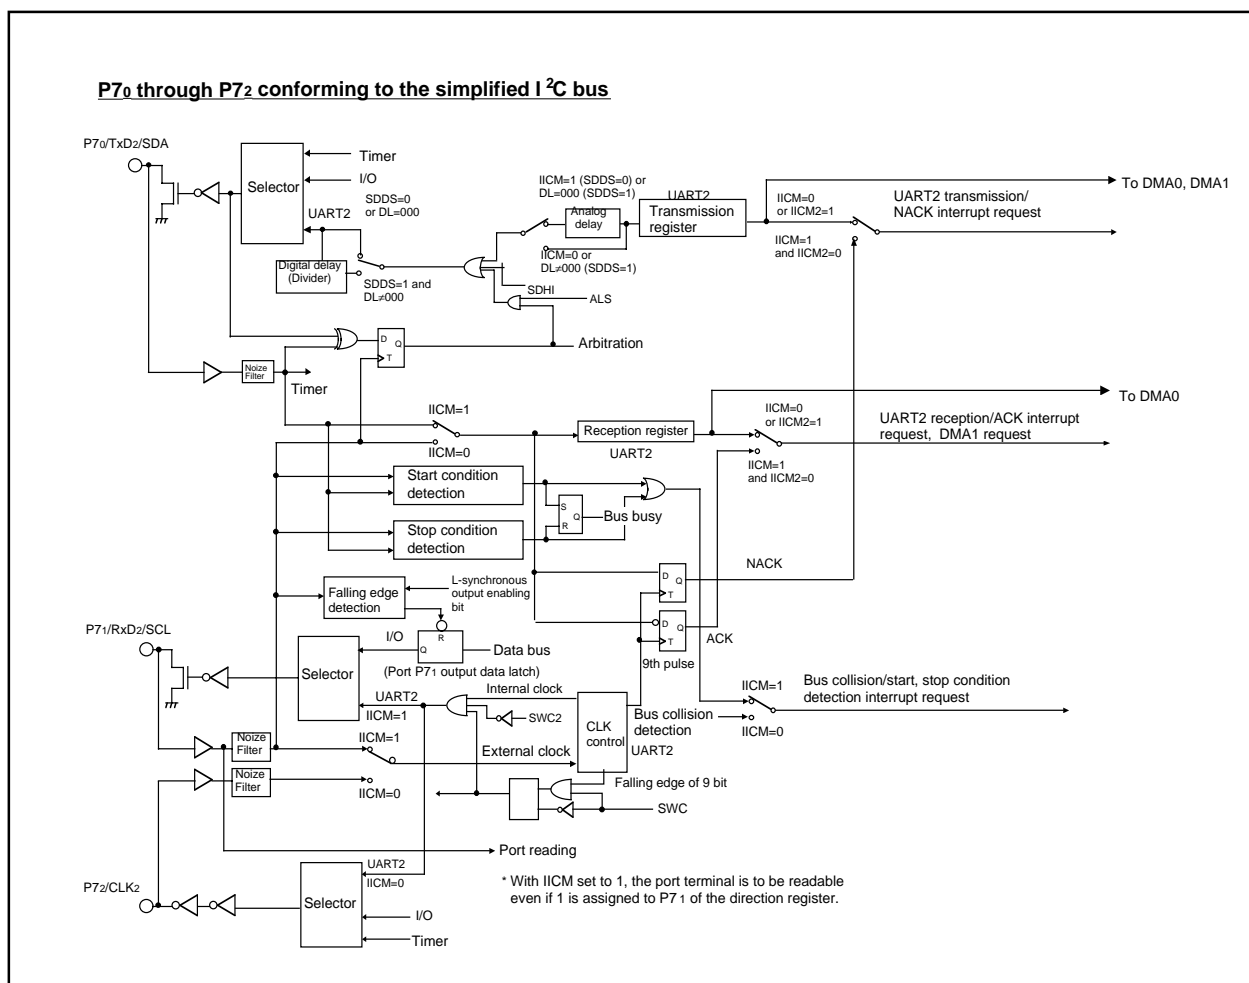 P70 through P72 conforming to the simplified I 2C bus
P70/TxD2/SDA
Selector
Timer
I/O
UART2
SDDS=0
or DL=000
Digital delay
(Divider)
SDDS=1 and
DL≠000
IICM=1 (SDDS=0) or
DL=000 (SDDS=1)
Analog
delay
IICM=0 or
DL≠000 (SDDS=1)
SDHI
ALS
UART2
Transmission
register
IICM=0
or IICM2=1
IICM=1
and IICM2=0
To DMA0, DMA1
UART2 transmission/
NACK interrupt request
D
Q
T
Arbitration
Noize
Filter
Timer
IICM=1
IICM=0
Reception register
UART2
To DMA0
IICM=0
or IICM2=1
IICM=1
and IICM2=0
UART2 reception/ACK interrupt
request, DMA1 request
Start condition
detection
Stop condition
detection
S
R
Q
Bus busy
NACK
D
Q
T
D
Q
T
ACK
9th pulse
Falling edge
detection
L-synchronous
output enabling
bit
P71/RxD2/SCL
I/O
R
Q
Data bus
(Port P71 output data latch)
Selector
UART2
IICM=1
Internal clock
SWC2
CLK
control
UART2
Bus collision
detection
IICM=1
IICM=0
Bus collision/start, stop condition
detection interrupt request
Noize
Filter
Noize
Filter
IICM=1
IICM=0
External clock
Falling edge of 9 bit
SWC
Port reading
P72/CLK2
Selector
UART2
IICM=0
I/O
Timer
* With IICM set to 1, the port terminal is to be readable
even if 1 is assigned to P71 of the direction register.